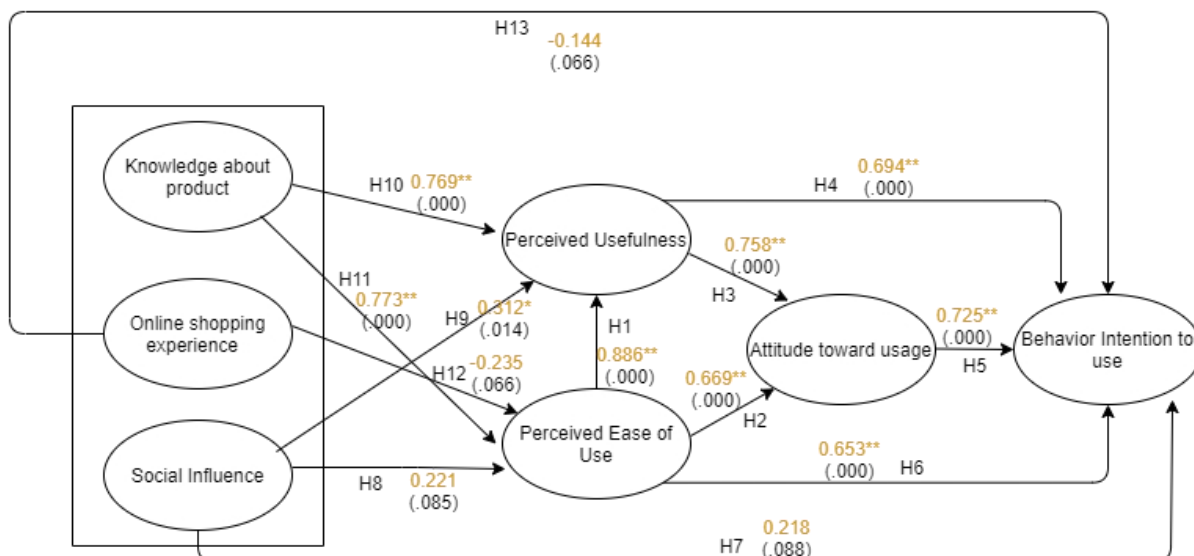 H13
-0.144
(.066)
Knowledge about
product
H10
0.769**
(.000)
H4
0.694**
(.000)
Perceived Usefulness
0.758**
(.000)
H3
H11
0.773**
(.000)
Online shopping
experience
H9
0.312*
(.014)
H1
0.886**
(.000)
Attitude toward usage
0.725**
(.000)
H5
Behavior Intention to
use
H12
-0.235
(.066)
0.669**
(.000)
H2
Perceived Ease of
Use
Social Influence
H8
0.221
(.085)
0.653**
(.000)
H6
H7
0.218
(.088)